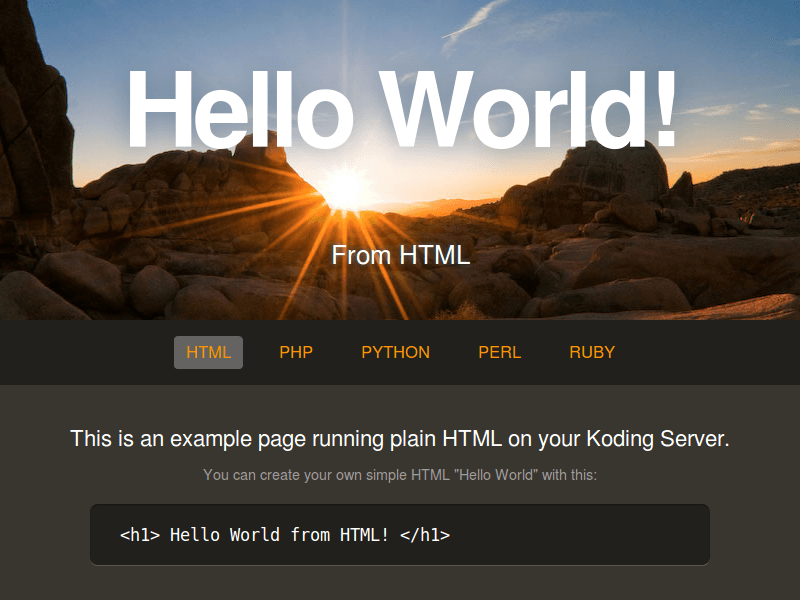 Hello World!
From HTML
HTML PHP PYTHON PERL RUBY
This is an example page running plain HTML on your Koding Server.
You can create your own simple HTML "Hello World" with this:
<h1> Hello World from HTML! </h1>